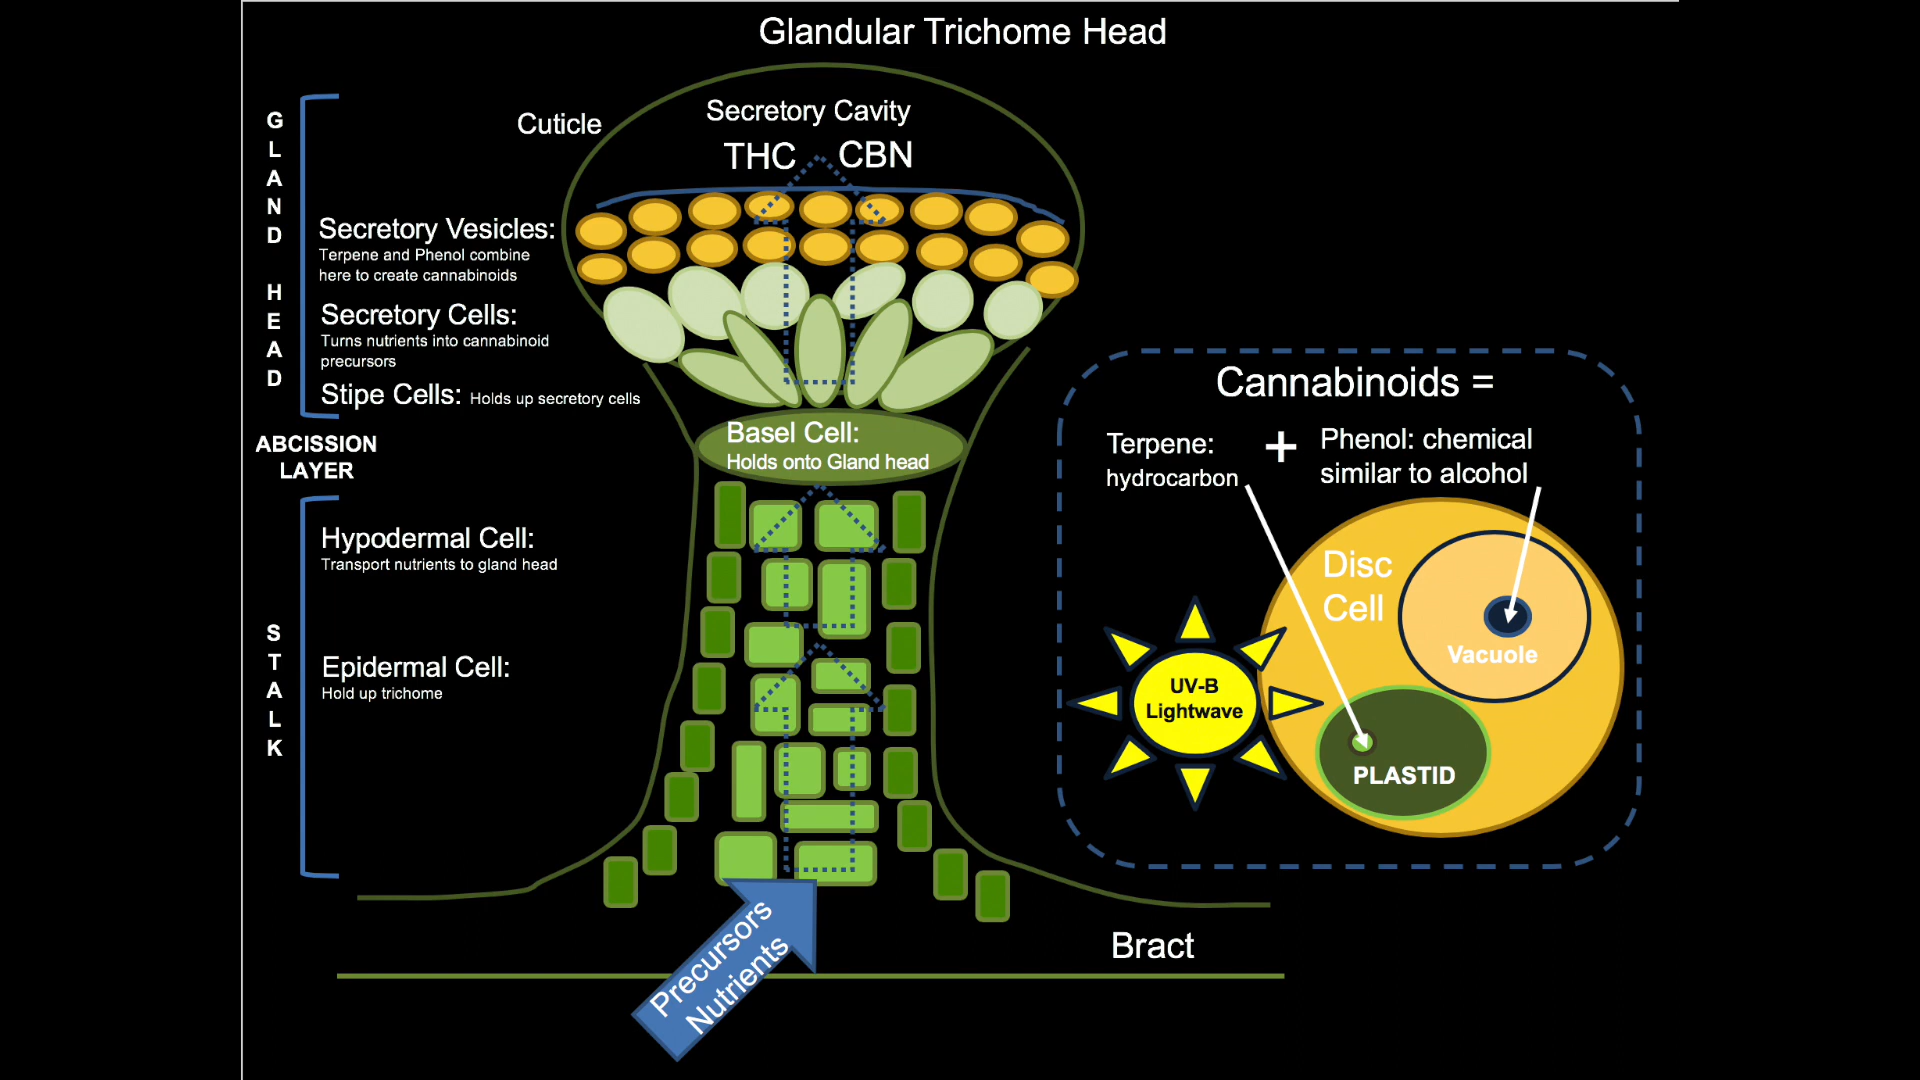 Glandular Trichome Head
GLAND HEAD
Cuticle
Secretory Cavity
THC CBN
Secretory Vesicles:
Terpene and Phenol combine
here to create cannabinoids
Secretory Cells:
Turns nutrients into cannabinoid
precursors
Stipe Cells: Holds up secretory cells
ABCISSION
LAYER
Basel Cell:
Holds onto Gland head
STALK
Hypodermal Cell:
Transport nutrients to gland head
Epidermal Cell:
Hold up trichome
Precursors
Nutrients
Bract
Cannabinoids =
Terpene:
hydrocarbon
+
Phenol: chemical
similar to alcohol
Disc
Cell
Vacuole
UV-B
Lightwave
PLASTID